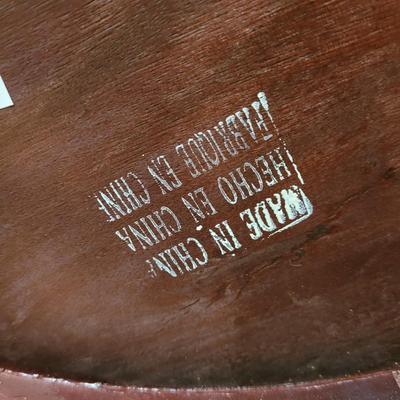 MADE IN CHINA
HECHO EN CHINA
FABRIQUE EN CHINE